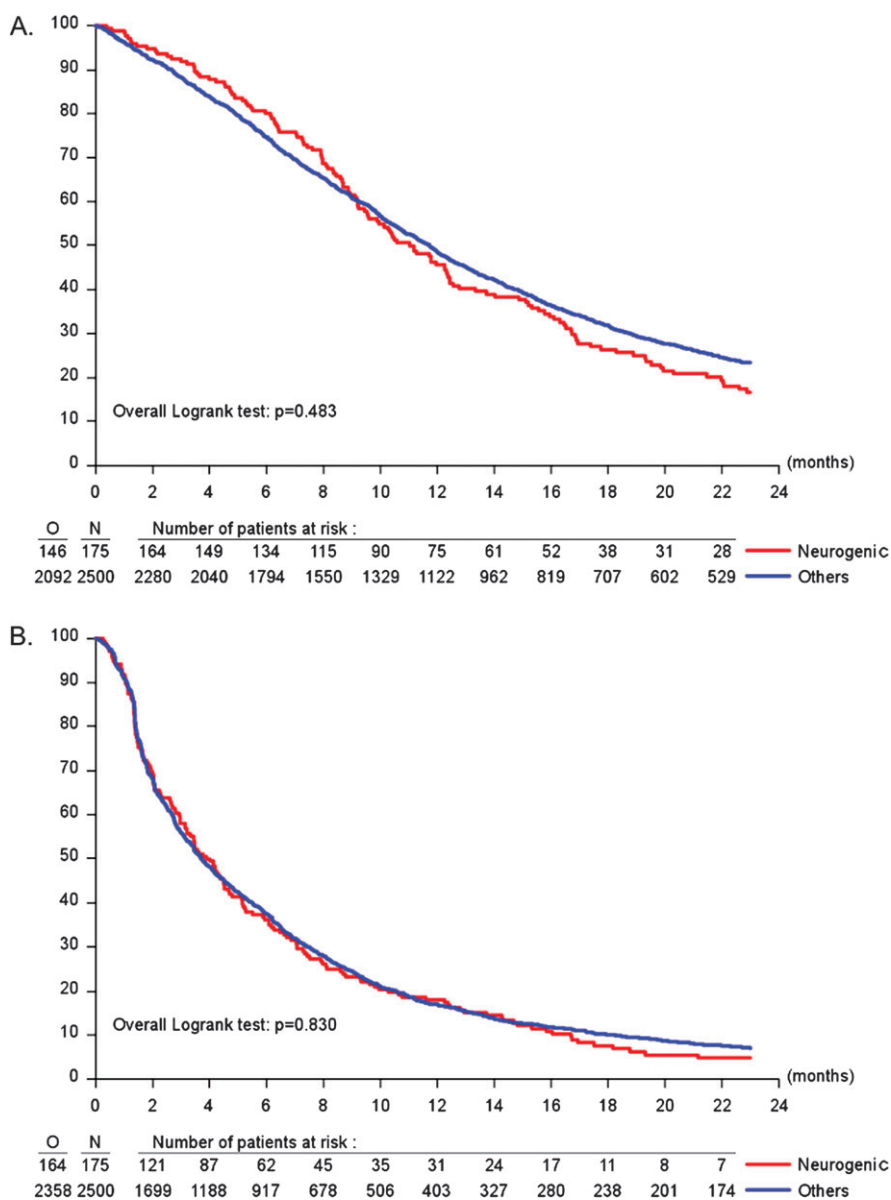 A.
100
90
80
70
60
50
40
30
20
10
0
Overall Logrank test: p=0.483
(months)
0 2 4 6 8 10 12 14 16 18 20 22 24
O N Number of patients at risk :
146 175 164 149 134 115 90 75 61 52 38 31 28 Neurogenic
2092 2500 2280 2040 1794 1550 1329 1122 962 819 707 602 529 Others
B.
100
90
80
70
60
50
40
30
20
10
0
Overall Logrank test: p=0.830
(months)
0 2 4 6 8 10 12 14 16 18 20 22 24
O N Number of patients at risk :
164 175 121 87 62 45 35 31 24 17 11 8 7 Neurogenic
2358 2500 1699 1188 917 678 506 403 327 280 238 201 174 Others